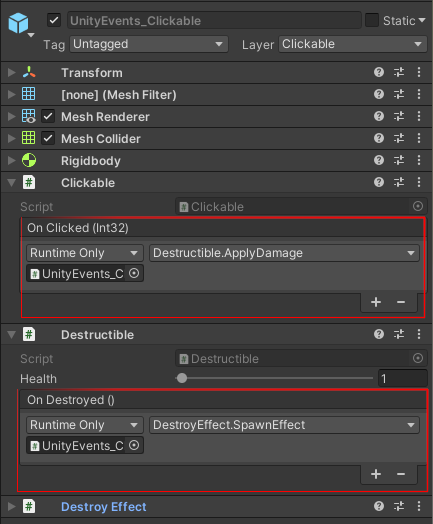 UnityEvents_Clickable Static
Tag Untagged Layer Clickable
Transform
[none] (Mesh Filter)
Mesh Renderer
Mesh Collider
Rigidbody
Clickable
Script Clickable
On Clicked (Int32)
Runtime Only Destructible.ApplyDamage
UnityEvents_C
Destructible
Script Destructible
Health 1
On Destroyed ()
Runtime Only DestroyEffect.SpawnEffect
UnityEvents_C
Destroy Effect